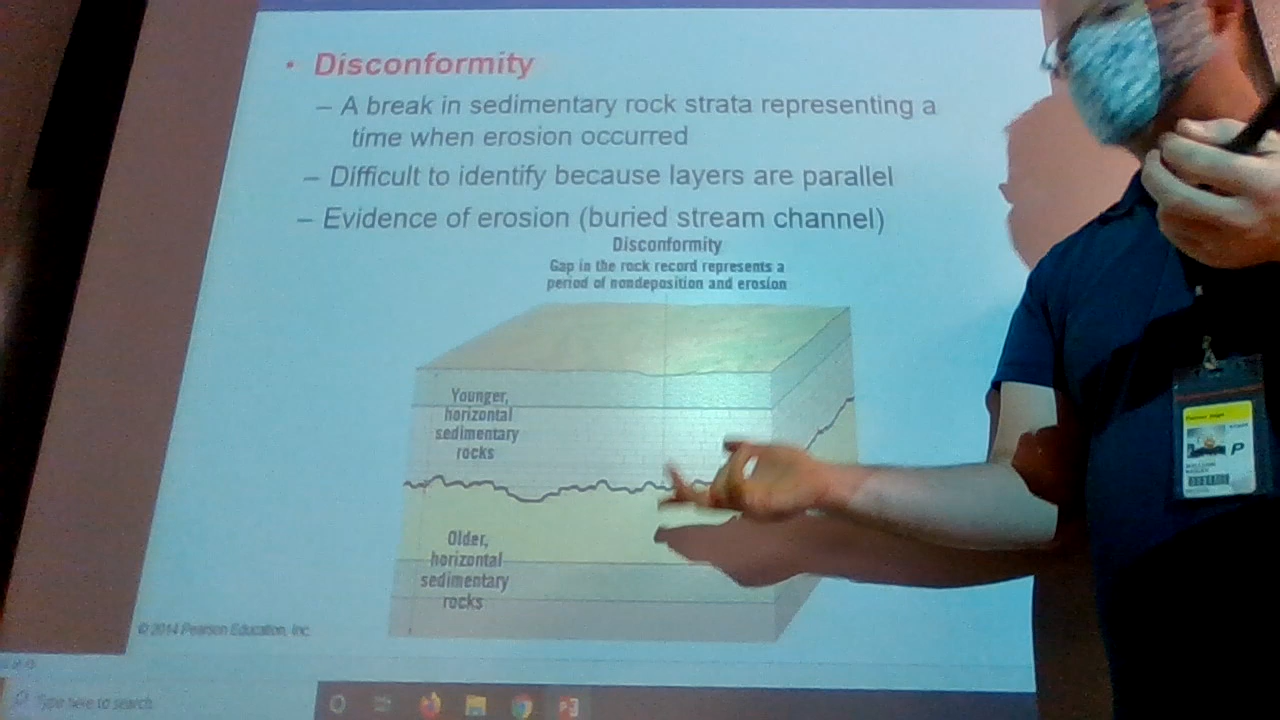 • Disconformity
– A break in sedimentary rock strata representing a
time when erosion occurred
– Difficult to identify because layers are parallel
– Evidence of erosion (buried stream channel)
Disconformity
Gap in the rock record represents a
period of nondeposition and erosion
Younger,
horizontal
sedimentary
rocks
Older,
horizontal
sedimentary
rocks
© 2014 Pearson Education, Inc.
Type here to search
P